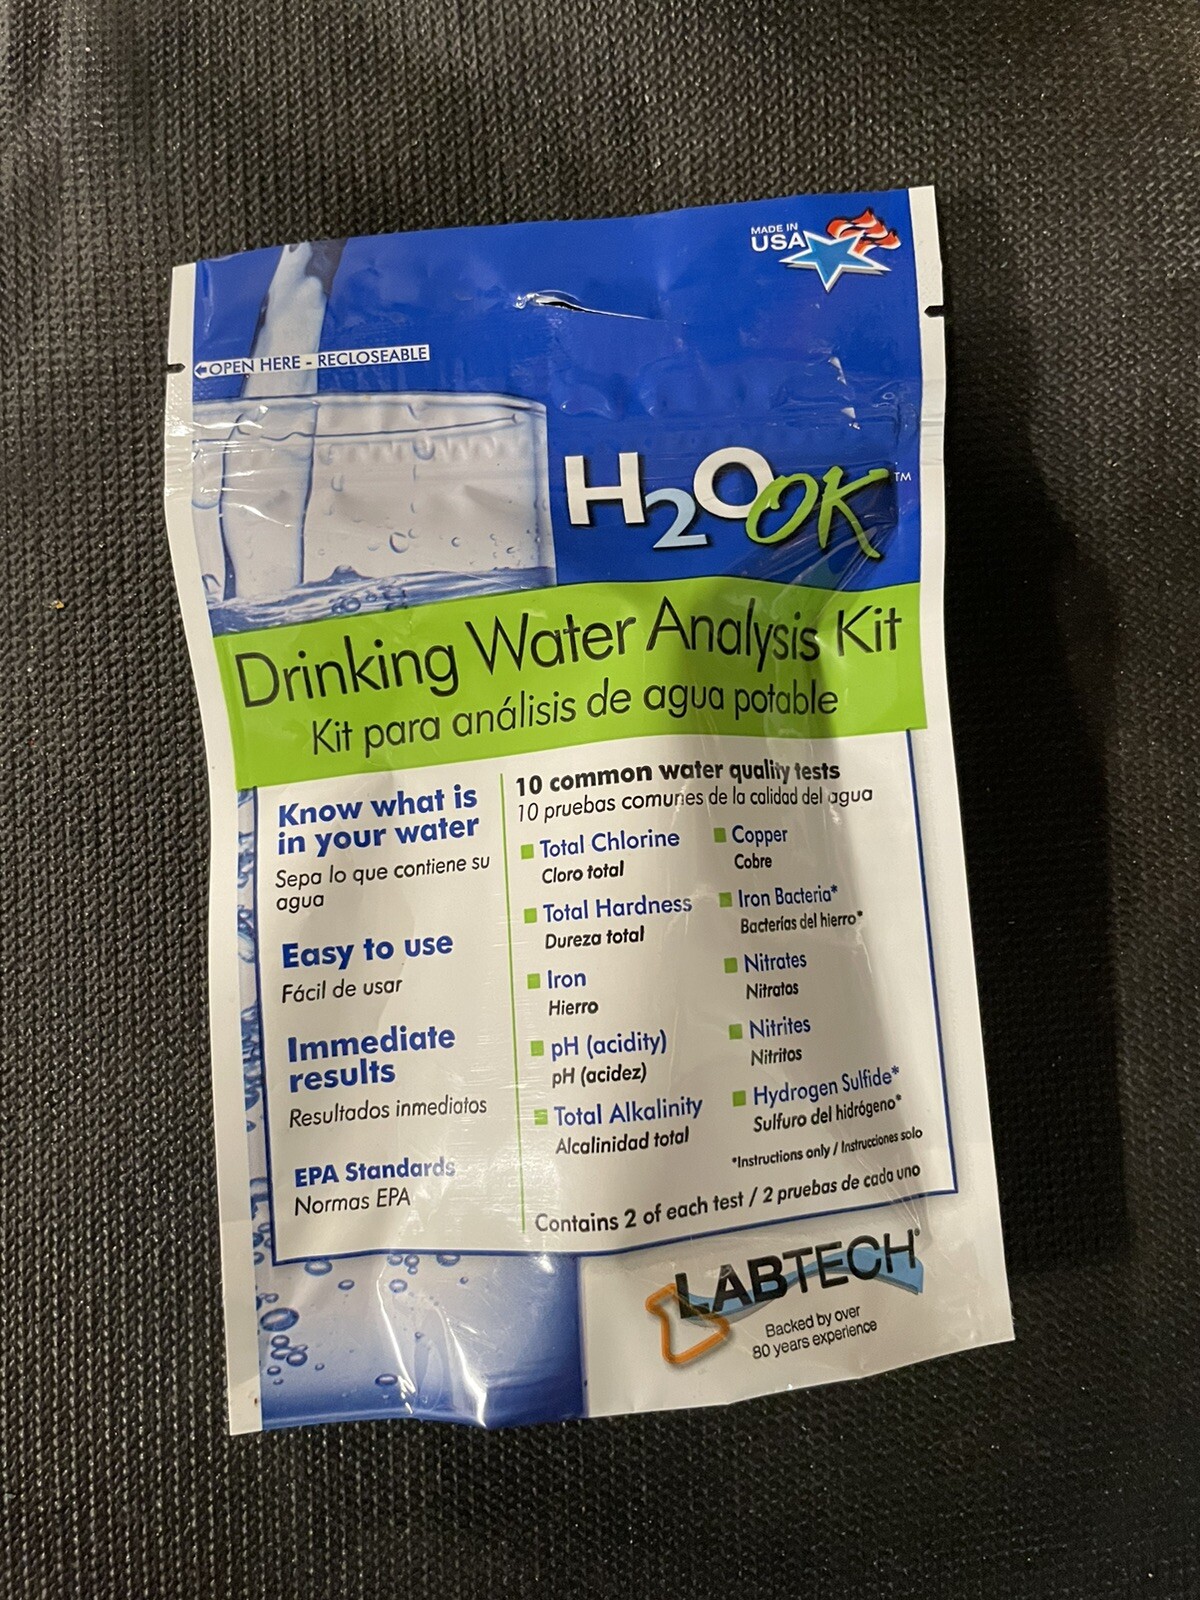 MADE IN
USA
OPEN HERE - RECLOSEABLE
H2O OK™
Drinking Water Analysis Kit
Kit para análisis de agua potable
Know what is
in your water
Sepa lo que contiene su
agua
Easy to use
Fácil de usar
Immediate
results
Resultados inmediatos
EPA Standards
Normas EPA
10 common water quality tests
10 pruebas comunes de la calidad del agua
Total Chlorine
Cloro total
Total Hardness
Dureza total
Iron
Hierro
pH (acidity)
pH (acidez)
Total Alkalinity
Alcalinidad total
Copper
Cobre
Iron Bacteria*
Bacterías del hierro*
Nitrates
Nitratos
Nitrites
Nitritos
Hydrogen Sulfide*
Sulfuro del hidrógeno*
*Instructions only / Instrucciones solo
Contains 2 of each test / 2 pruebas de cada uno
LABTECH®
Backed by over
80 years experience